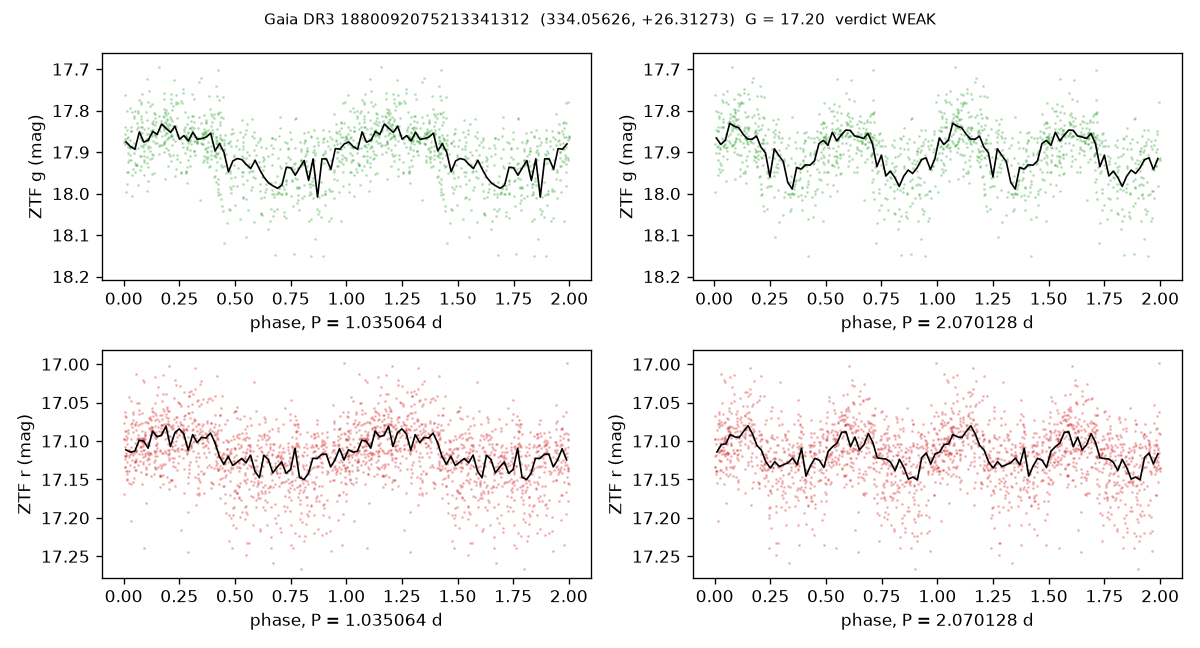 Gaia DR3 1880092075213341312 (334.05626, +26.31273) G = 17.20 verdict WEAK
ZTF g (mag)
17.7
17.8
17.9
18.0
18.1
18.2
0.00 0.25 0.50 0.75 1.00 1.25 1.50 1.75 2.00
phase, P = 1.035064 d
ZTF g (mag)
17.7
17.8
17.9
18.0
18.1
18.2
0.00 0.25 0.50 0.75 1.00 1.25 1.50 1.75 2.00
phase, P = 2.070128 d
ZTF r (mag)
17.00
17.05
17.10
17.15
17.20
17.25
0.00 0.25 0.50 0.75 1.00 1.25 1.50 1.75 2.00
phase, P = 1.035064 d
ZTF r (mag)
17.00
17.05
17.10
17.15
17.20
17.25
0.00 0.25 0.50 0.75 1.00 1.25 1.50 1.75 2.00
phase, P = 2.070128 d